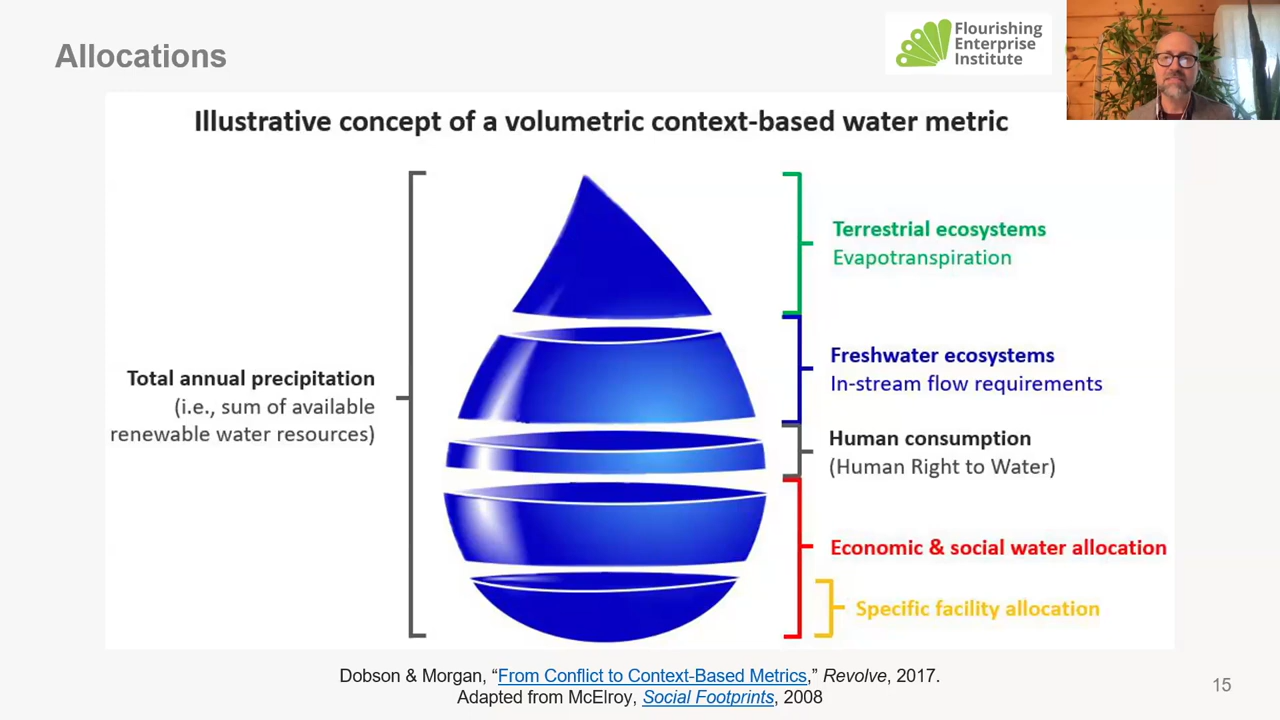 Allocations
Flourishing
Enterprise
Institute
Illustrative concept of a volumetric context-based water metric
Terrestrial ecosystems
Evapotranspiration
Freshwater ecosystems
In-stream flow requirements
Total annual precipitation
(i.e., sum of available
renewable water resources)
Human consumption
(Human Right to Water)
Economic & social water allocation
Specific facility allocation
Dobson & Morgan, “From Conflict to Context-Based Metrics,” Revolve, 2017.
Adapted from McElroy, Social Footprints, 2008
15